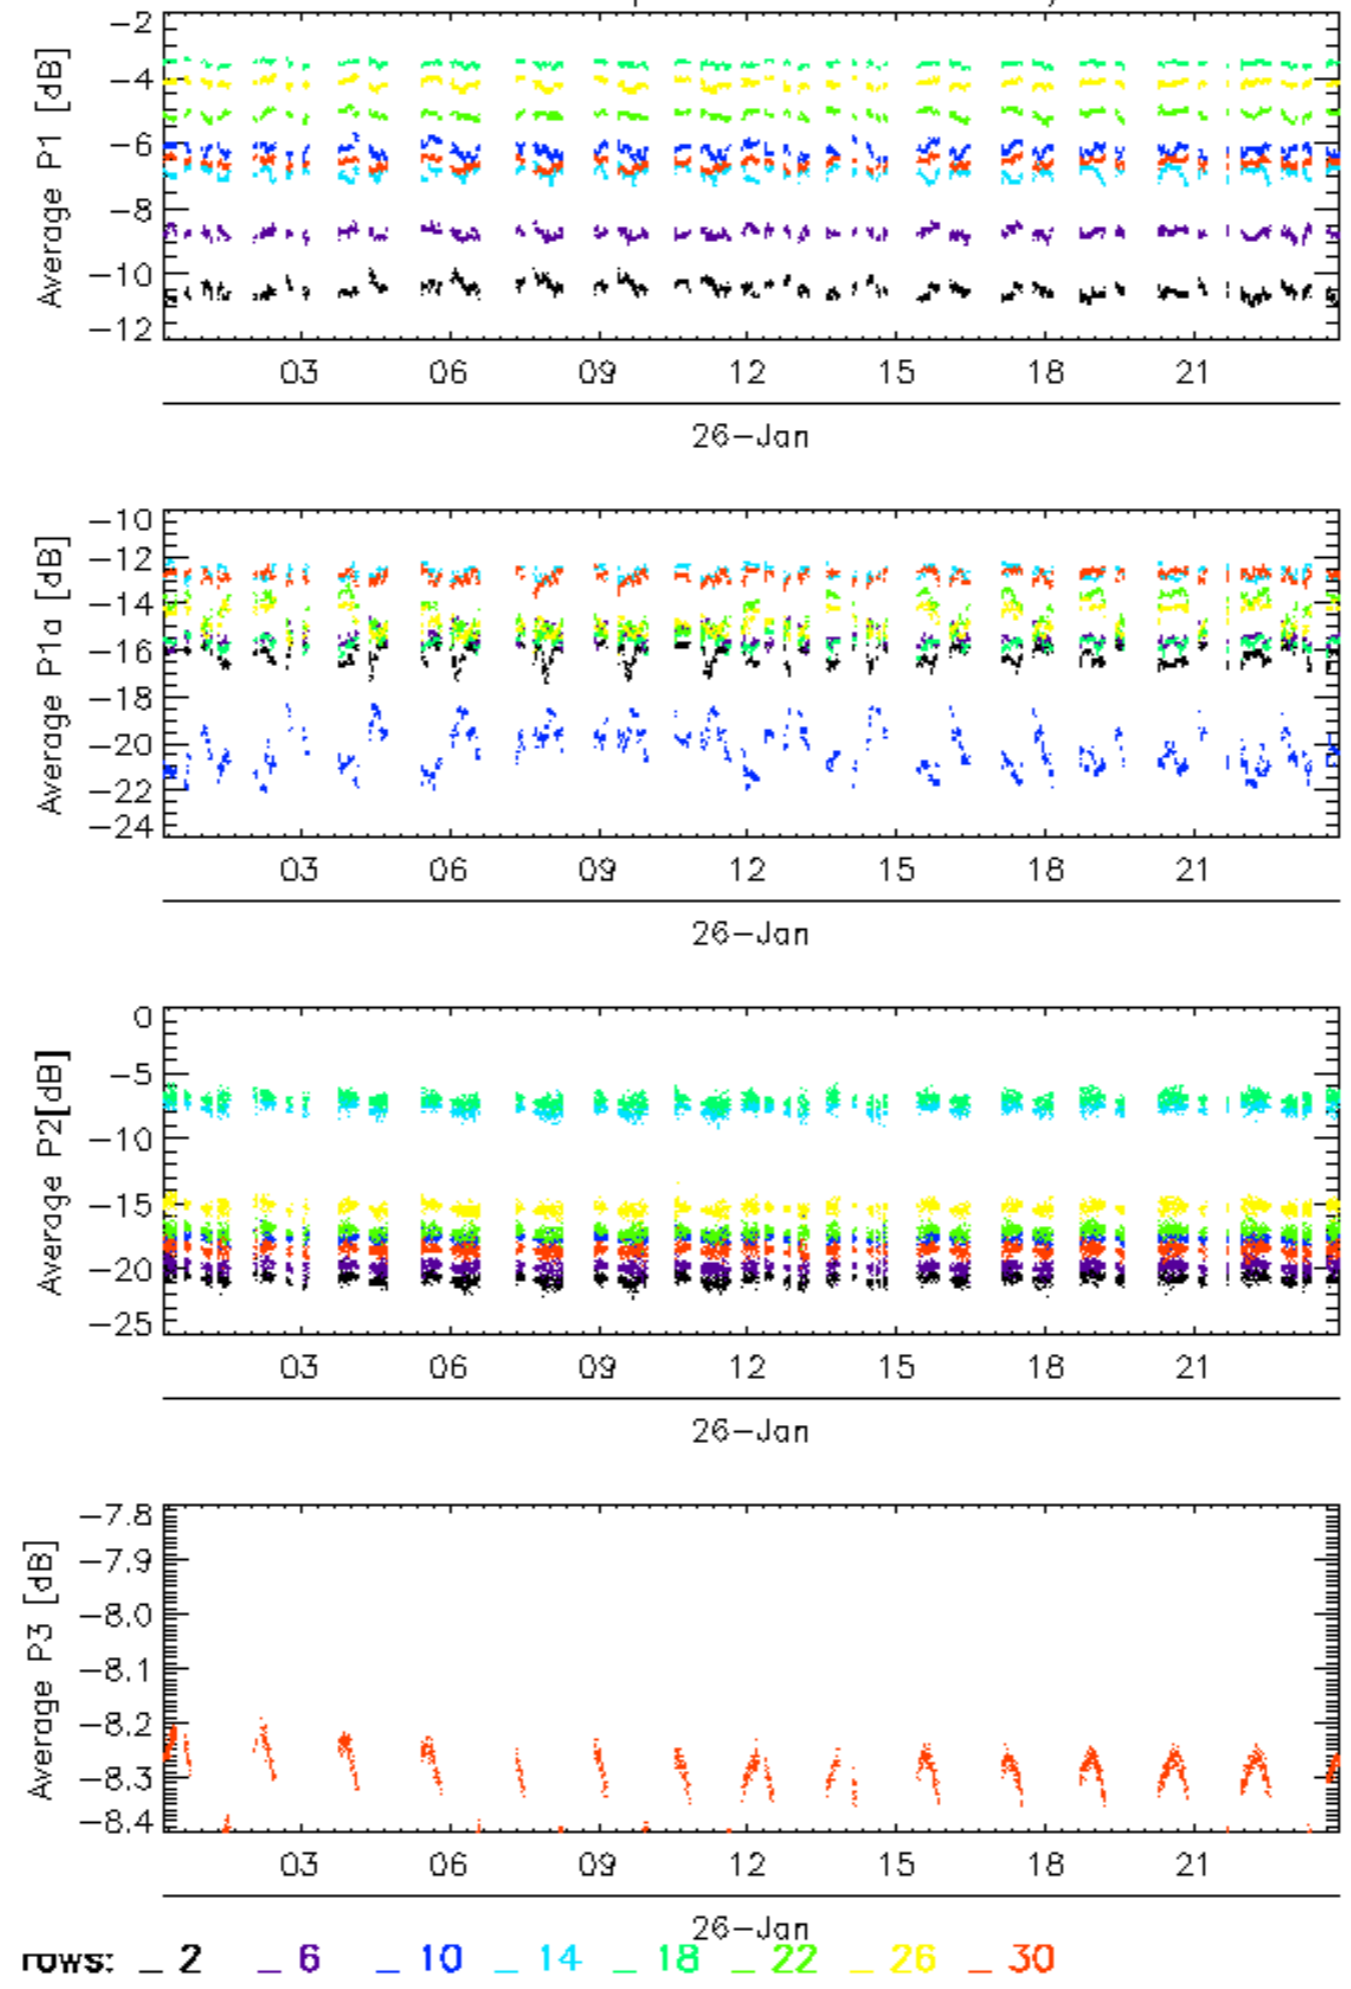 Average P1 [dB]
-2
-4
-6
-8
-10
-12
03 06 09 12 15 18 21
26-Jan
Average P1a [dB]
-10
-12
-14
-16
-18
-20
-22
-24
03 06 09 12 15 18 21
26-Jan
Average P2[dB]
0
-5
-10
-15
-20
-25
03 06 09 12 15 18 21
26-Jan
Average P3 [dB]
-7.8
-7.9
-8.0
-8.1
-8.2
-8.3
-8.4
03 06 09 12 15 18 21
26-Jan
rows: _ 2 _ 6 _ 10 _ 14 _ 18 _ 22 _ 26 _ 30